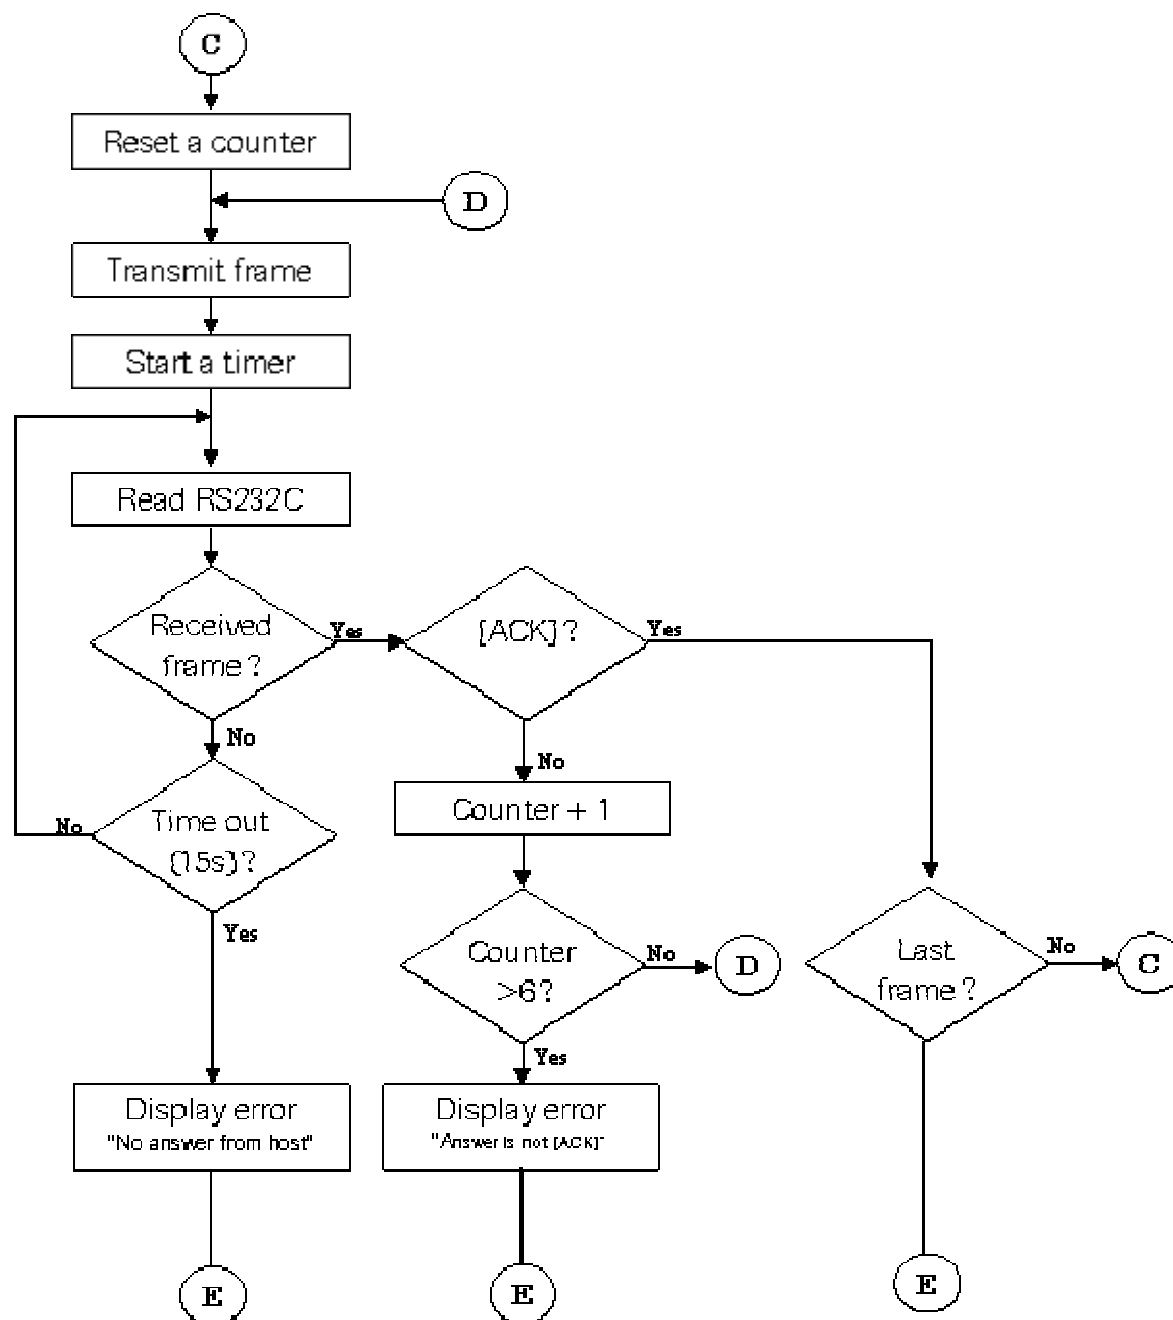 C
Reset a counter
D
Transmit frame
Start a timer
Read RS232C
Received
frame?
Yes
[ACK]?
Yes
No
No
Time out
(15s)?
No
Counter + 1
Yes
Counter
>6?
No
D
Last
frame?
No
C
Yes
Display error
"No answer from host"
Display error
"Answer is not [ACK]"
E
E
E